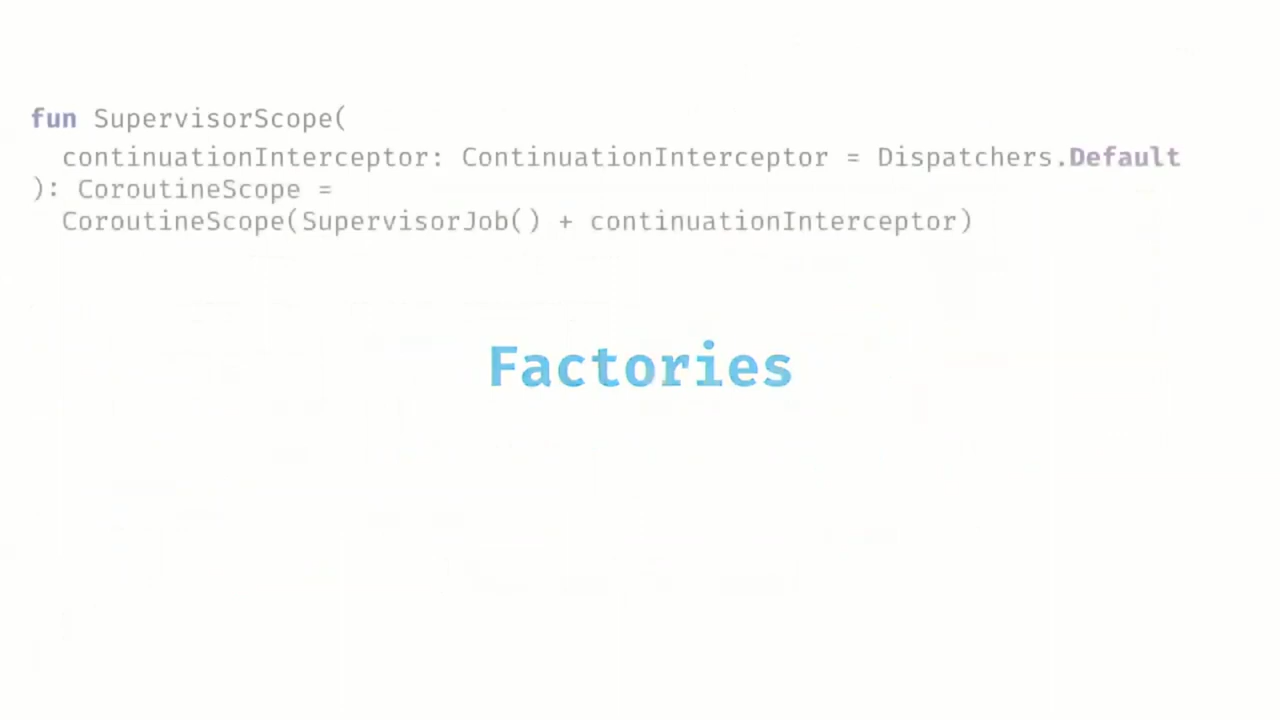 fun SupervisorScope(
  continuationInterceptor: ContinuationInterceptor = Dispatchers.Default
): CoroutineScope =
  CoroutineScope(SupervisorJob() + continuationInterceptor)
Factories